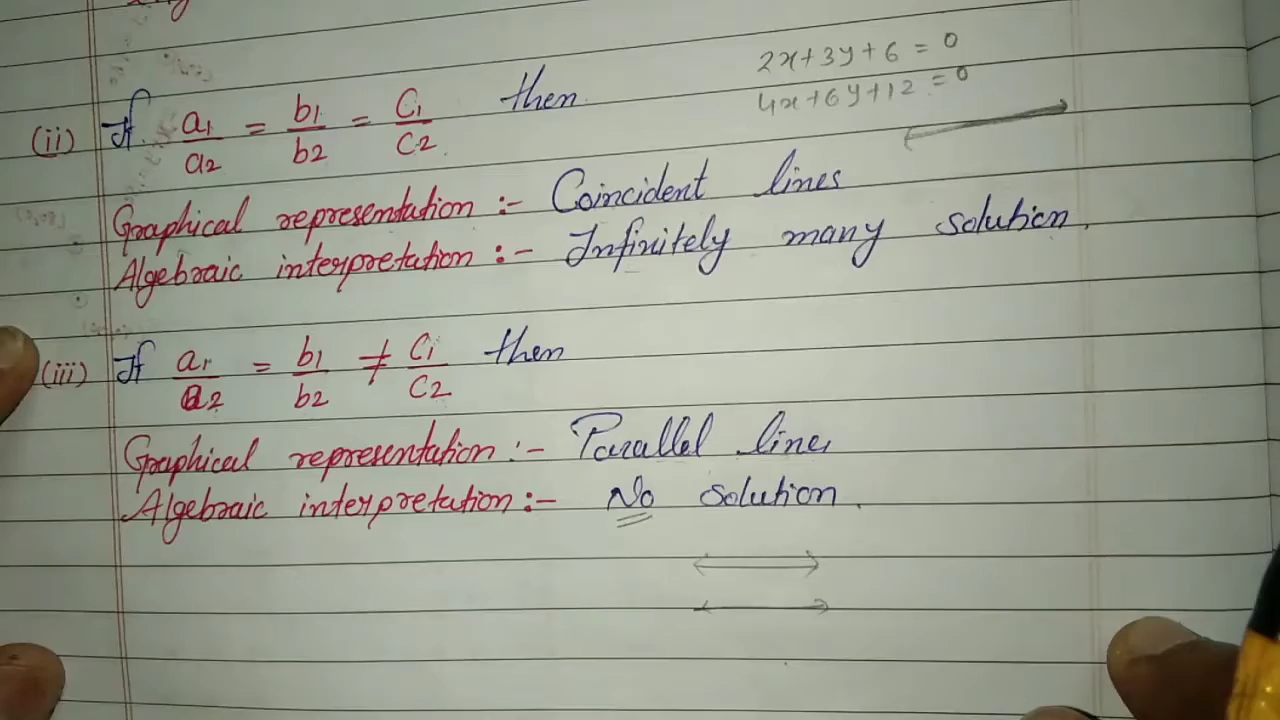 2x+3y+6 = 0
4x+6y+12 = 0
(ii) If a1/a2 = b1/b2 = C1/C2 then
Graphical representation :- Coincident lines
Algebraic interpretation :- Infinitely many solution.
(iii) If a1/a2 = b1/b2 ≠ C1/C2 then
Graphical representation :- Parallel lines
Algebraic interpretation :- No solution.